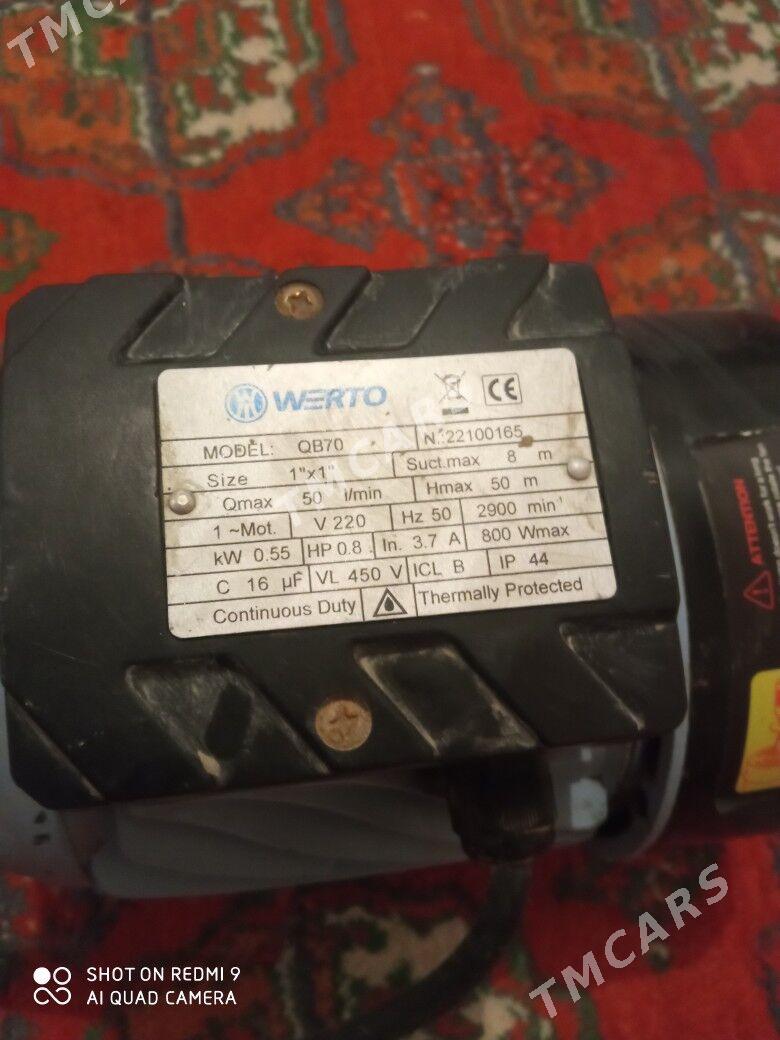 TMCARS
WERTO
CE
MODEL: QB70 N.:22100165
Size 1"x1" Suct.max 8 m
Qmax 50 l/min Hmax 50 m
1 ~Mot. V 220 Hz 50 2900 min¹
kW 0.55 HP 0.8 In. 3.7 A 800 Wmax
C 16 µF VL 450 V ICL B IP 44
Continuous Duty Thermally Protected
ATTENTION
TMCARS
TMCARS
SHOT ON REDMI 9
AI QUAD CAMERA